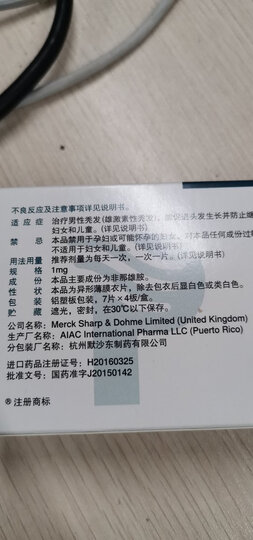 不良反应及注意事项详见说明书。
适应症 治疗男性秃发(雄激素性秃发),能促进头发生长并防止继
妇女和儿童。(详见说明书)
禁忌 本品禁用于孕妇或可能怀孕的妇女、对本品任何成份过敏
不适用于妇女和儿童。(详见说明书)
用法用量 推荐剂量为每天一次,一次一片。(详见说明书)
规格 1mg
成份 本品主要成份为非那雄胺。
性状 本品为异形薄膜衣片,除去包衣后显白色或类白色。
包装 铝塑板包装,7片×4板/盒。
贮藏 遮光,密封,在30℃以下保存。
公司名称: Merck Sharp & Dohme Limited (United Kingdom)
生产厂名称: AIAC International Pharma LLC (Puerto Rico)
分包装厂名称: 杭州默沙东制药有限公司
进口药品注册证号: H20160325
批准文号: 国药准字J20150142
® 注册商标